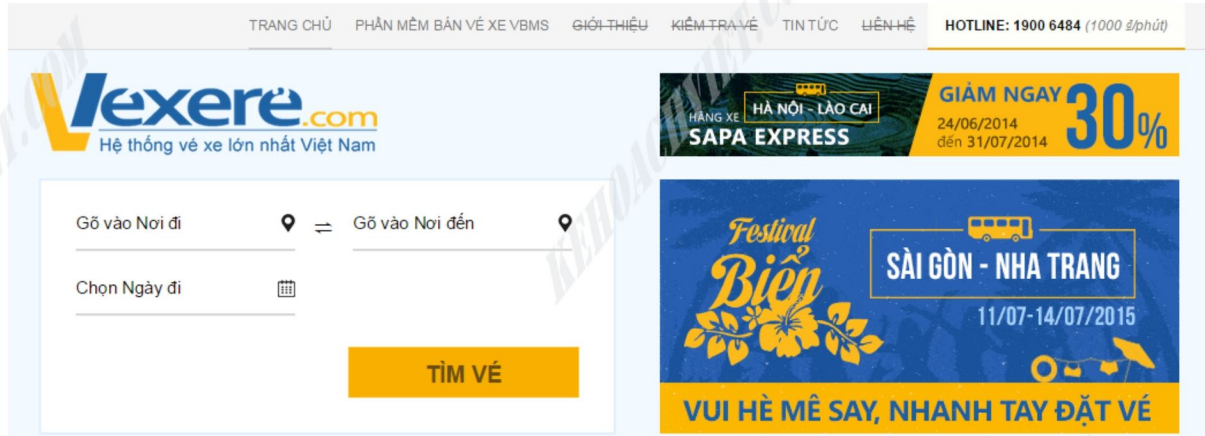 TRANG CHỦ PHẦN MỀM BÁN VÉ XE VBMS GIỚI THIỆU KIỂM TRA VÉ TIN TỨC LIÊN HỆ HOTLINE: 1900 6484 (1000 đ/phút)
Vexere.com
Hệ thống vé xe lớn nhất Việt Nam
HÃNG XE HÀ NỘI - LÀO CAI
SAPA EXPRESS
GIẢM NGAY 30%
24/06/2014
đến 31/07/2014
Gõ vào Nơi đi
Gõ vào Nơi đến
Chọn Ngày đi
TÌM VÉ
Festival
Biển
SÀI GÒN - NHA TRANG
11/07-14/07/2015
VUI HÈ MÊ SAY, NHANH TAY ĐẶT VÉ